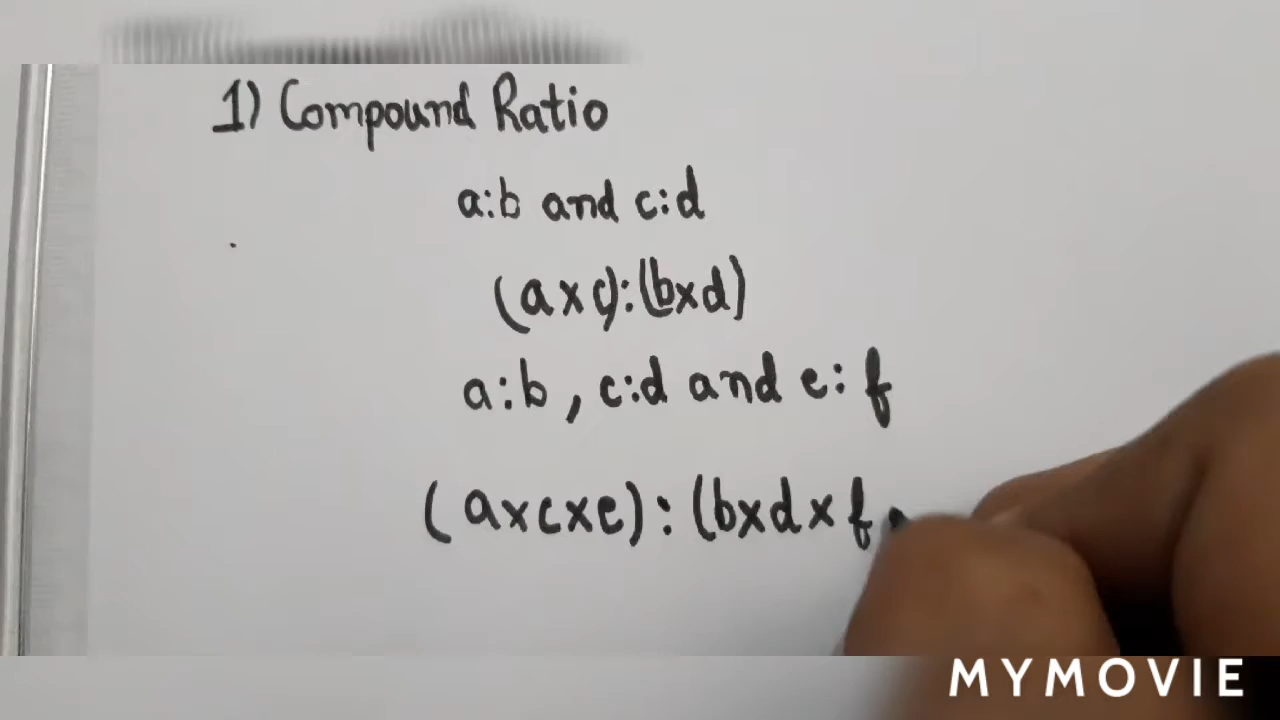 1) Compound Ratio
a:b and c:d
(a×c):(b×d)
a:b, c:d and e:f
(a×c×e):(b×d×f
MYMOVIE